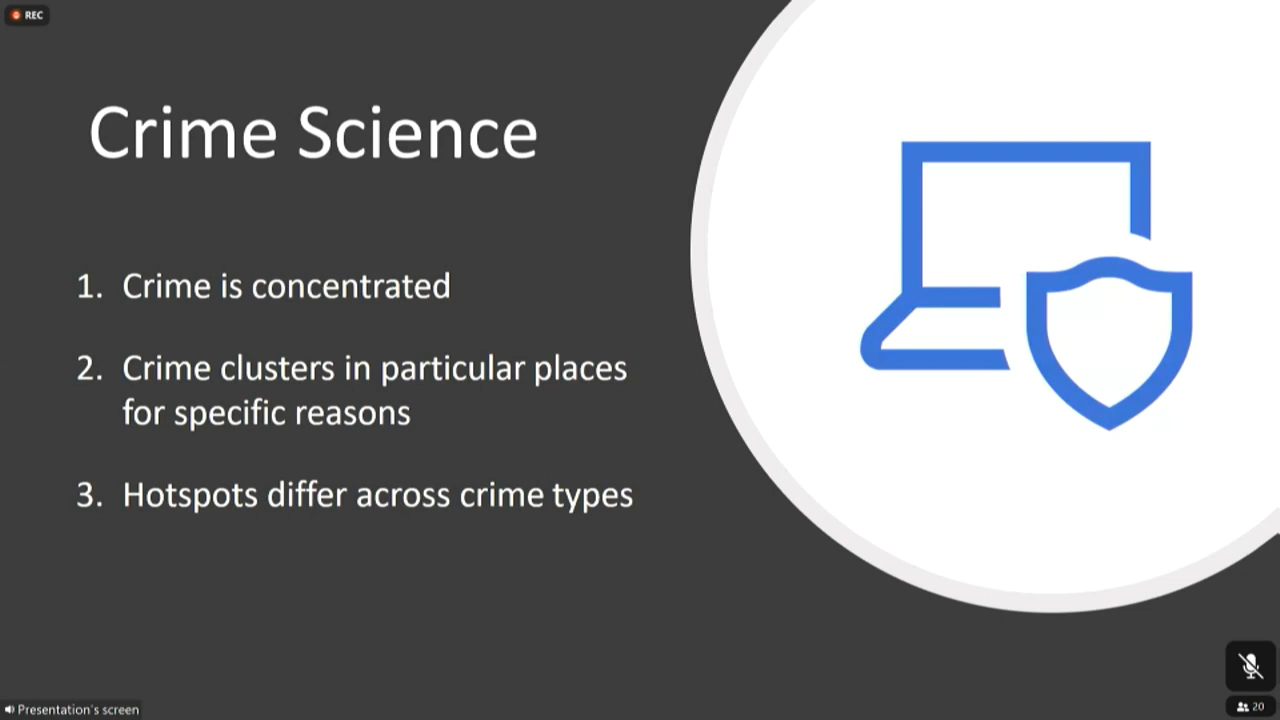 REC
Crime Science
1. Crime is concentrated
2. Crime clusters in particular places
for specific reasons
3. Hotspots differ across crime types
Presentation's screen
20